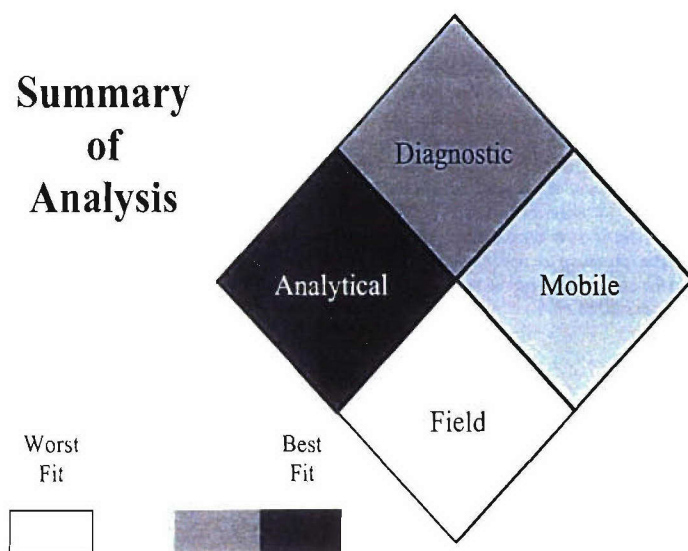 Summary
of
Analysis
Diagnostic
Analytical
Mobile
Field
Worst
Fit
Best
Fit